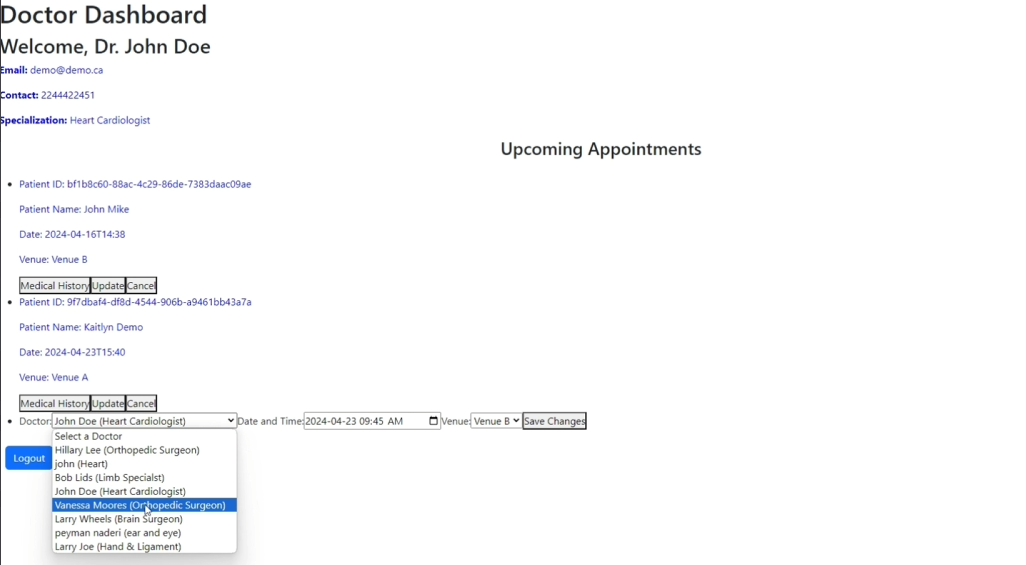 Doctor Dashboard
Welcome, Dr. John Doe
Email: demo@demo.ca
Contact: 2244422451
Specialization: Heart Cardiologist
Upcoming Appointments
Patient ID: bf1b8c60-88ac-4c29-86de-7383daac09ae
Patient Name: John Mike
Date: 2024-04-16T14:38
Venue: Venue B
Medical History Update Cancel
Patient ID: 9f7dbaf4-df8d-4544-906b-a9461bb43a7a
Patient Name: Kaitlyn Demo
Date: 2024-04-23T15:40
Venue: Venue A
Medical History Update Cancel
Doctor: John Doe (Heart Cardiologist) Date and Time: 2024-04-23 09:45 AM Venue: Venue B Save Changes
Select a Doctor
Hillary Lee (Orthopedic Surgeon)
john (Heart)
Bob Lids (Limb Specialst)
John Doe (Heart Cardiologist)
Vanessa Moores (Orthopedic Surgeon)
Larry Wheels (Brain Surgeon)
peyman naderi (ear and eye)
Larry Joe (Hand & Ligament)
Logout